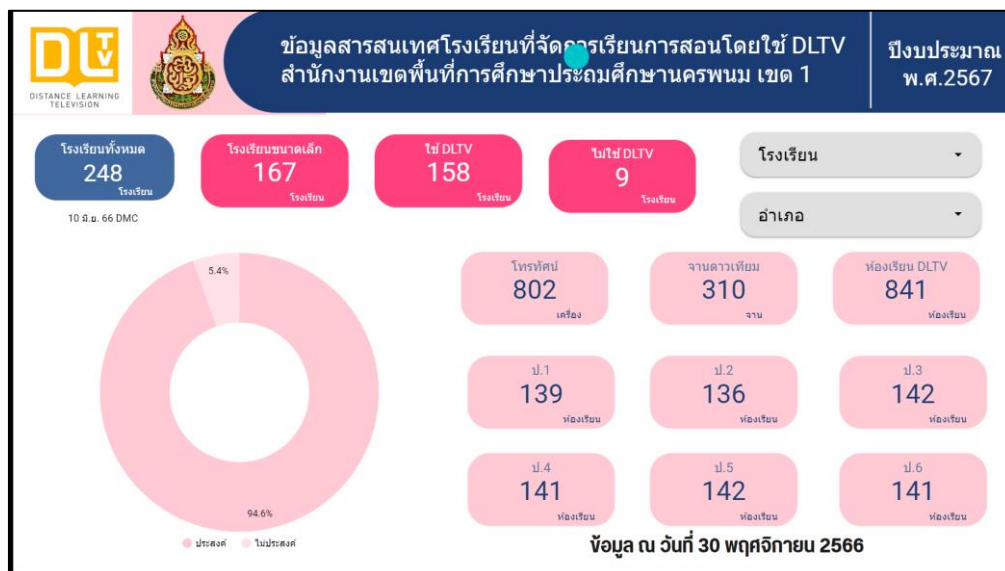 DLTV
DISTANCE LEARNING
TELEVISION
ข้อมูลสารสนเทศโรงเรียนที่จัดการเรียนการสอนโดยใช้ DLTV
สำนักงานเขตพื้นที่การศึกษาประถมศึกษานครพนม เขต 1
ปีงบประมาณ
พ.ศ.2567
โรงเรียนทั้งหมด
248
โรงเรียน
10 มิ.ย. 66 DMC
โรงเรียนขนาดเล็ก
167
โรงเรียน
ใช้ DLTV
158
โรงเรียน
ไม่ใช้ DLTV
9
โรงเรียน
โรงเรียน
อำเภอ
5.4%
94.6%
ประสงค์ ไม่ประสงค์
โทรทัศน์
802
เครื่อง
จานดาวเทียม
310
จาน
ห้องเรียน DLTV
841
ห้องเรียน
ป.1
139
ห้องเรียน
ป.2
136
ห้องเรียน
ป.3
142
ห้องเรียน
ป.4
141
ห้องเรียน
ป.5
142
ห้องเรียน
ป.6
141
ห้องเรียน
ข้อมูล ณ วันที่ 30 พฤศจิกายน 2566